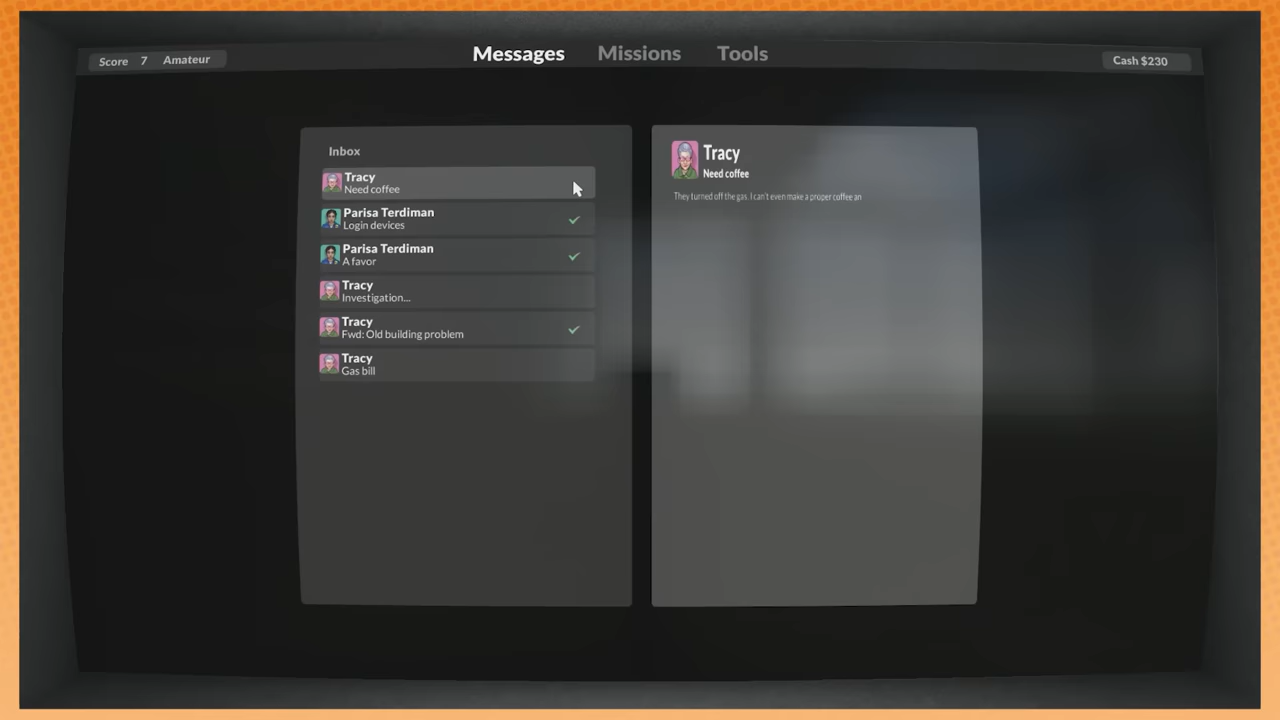 Score 7 Amateur
Messages Missions Tools
Cash $230
Inbox
Tracy
Need coffee
Parisa Terdiman
Login devices
Parisa Terdiman
A favor
Tracy
Investigation...
Tracy
Fwd: Old building problem
Tracy
Gas bill
Tracy
Need coffee
They turned off the gas. I can't even make a proper coffee an